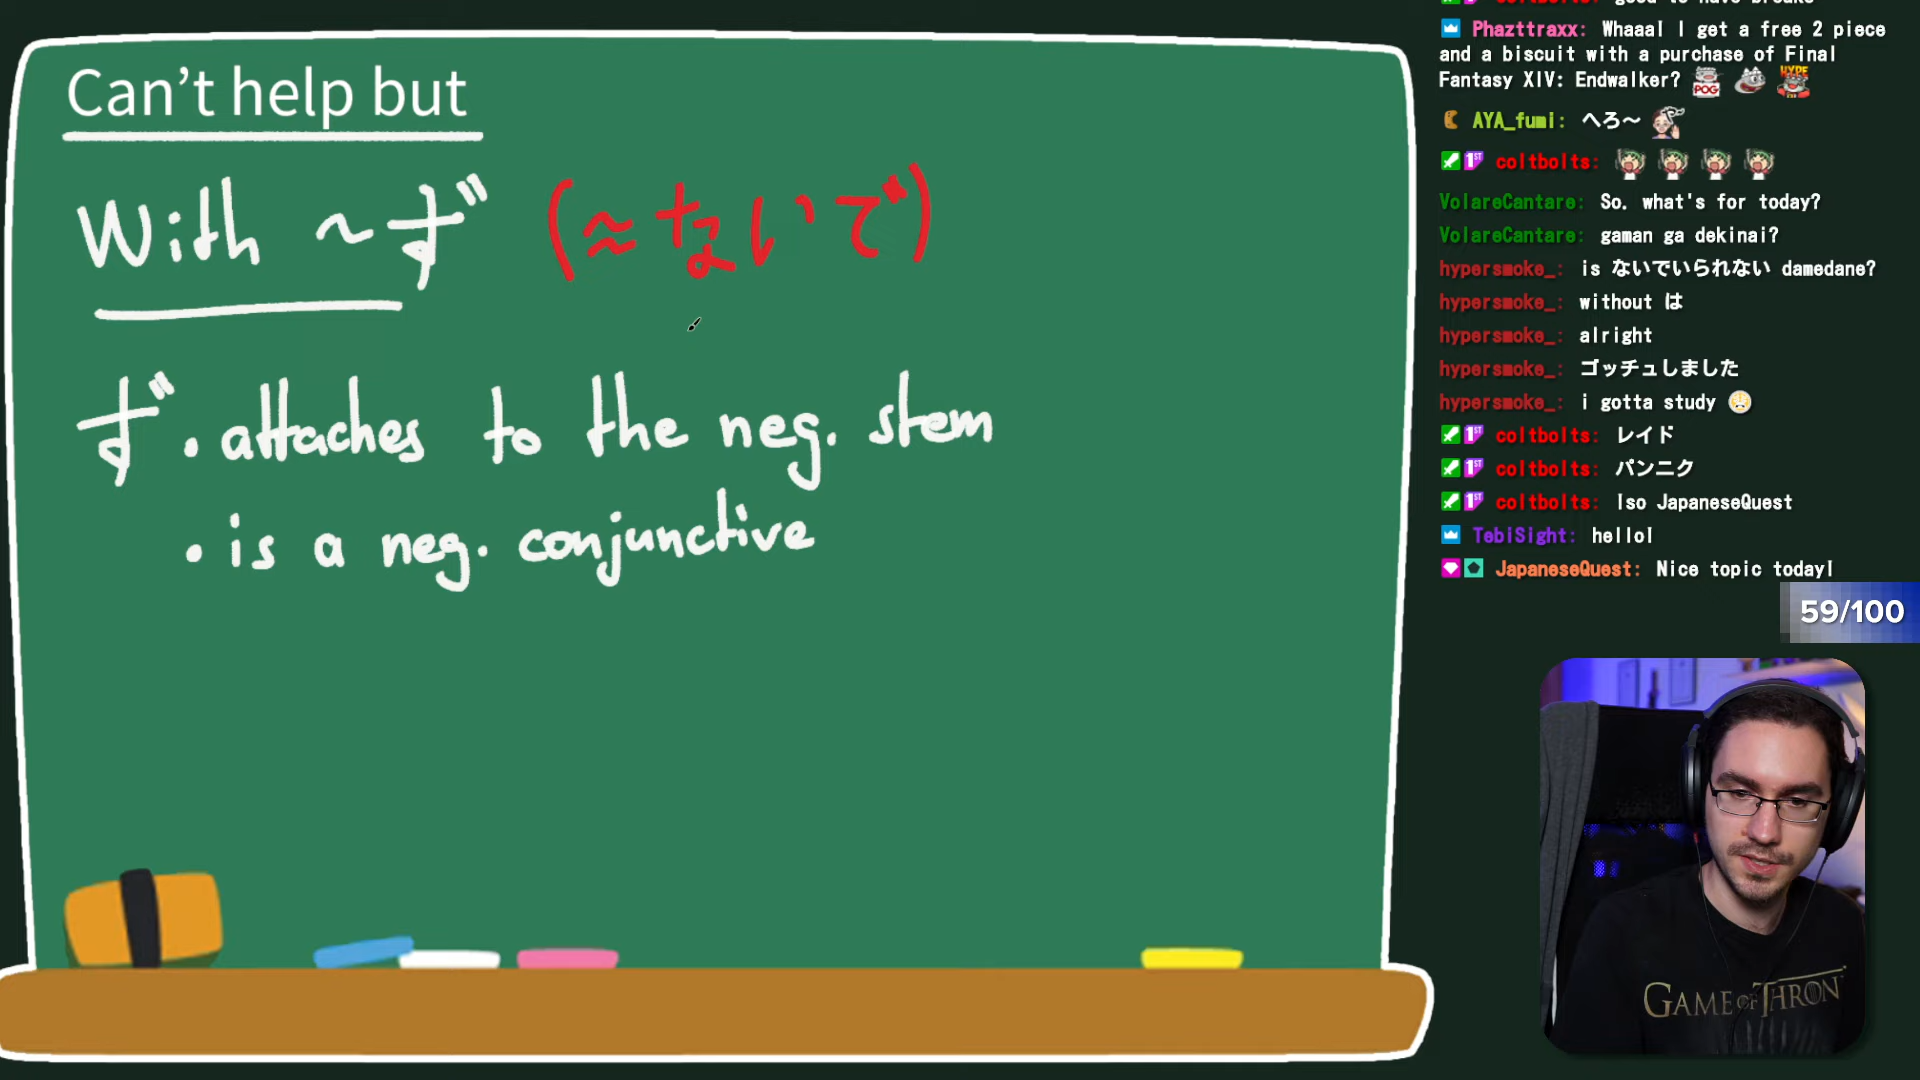 Can't help but
With ~ず (≈ないで)
ず • attaches to the neg. stem
• is a neg. conjunctive
Phazttraxx: Whaaa! I get a free 2 piece
and a biscuit with a purchase of Final
Fantasy XIV: Endwalker?
AYA_fumi: へろ～
coltbolts:
VolareCantare: So. what's for today?
VolareCantare: gaman ga dekinai?
hypersmoke_: is ないでいられない damedane?
hypersmoke_: without は
hypersmoke_: alright
hypersmoke_: ゴッチュしました
hypersmoke_: i gotta study
coltbolts: レイド
coltbolts: パンニク
coltbolts: !so JapaneseQuest
TebiSight: hello!
JapaneseQuest: Nice topic today!
59/100
GAME OF THRON